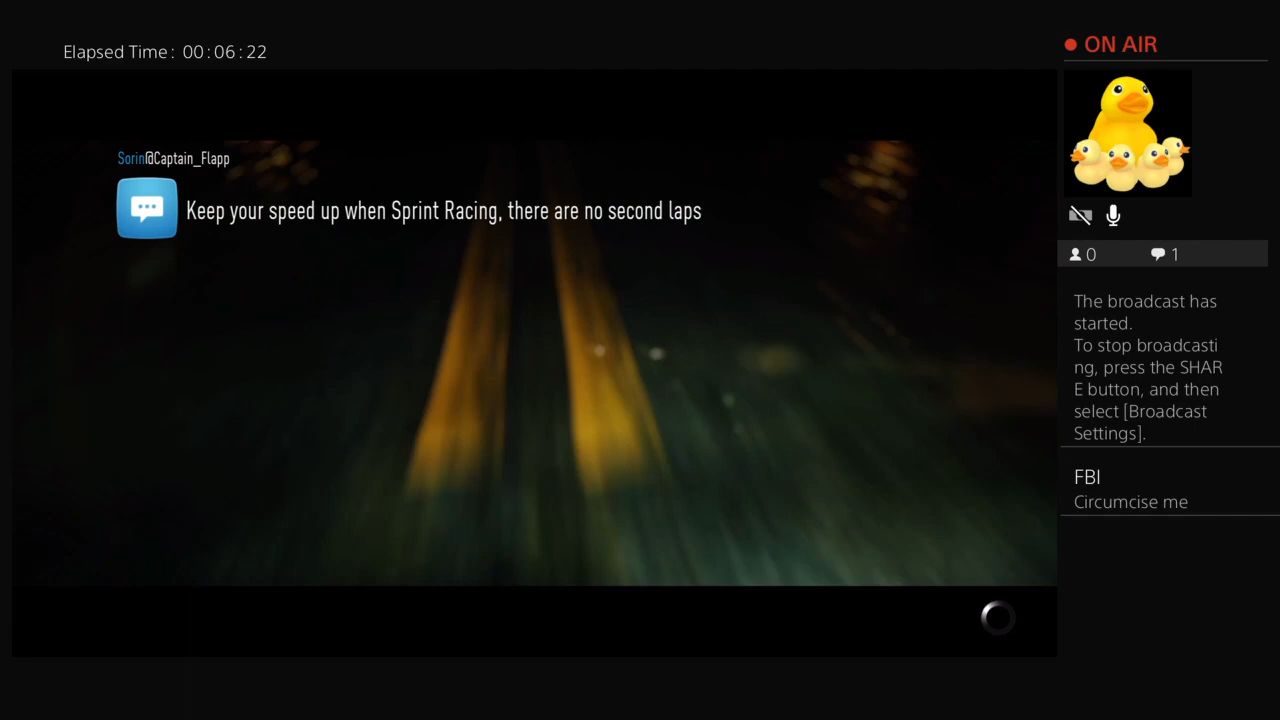 Elapsed Time: 00:06:22
ON AIR
Sorin@Captain_Flapp
Keep your speed up when Sprint Racing, there are no second laps
0 1
The broadcast has
started.
To stop broadcasti
ng, press the SHAR
E button, and then
select [Broadcast
Settings].
FBI
Circumcise me